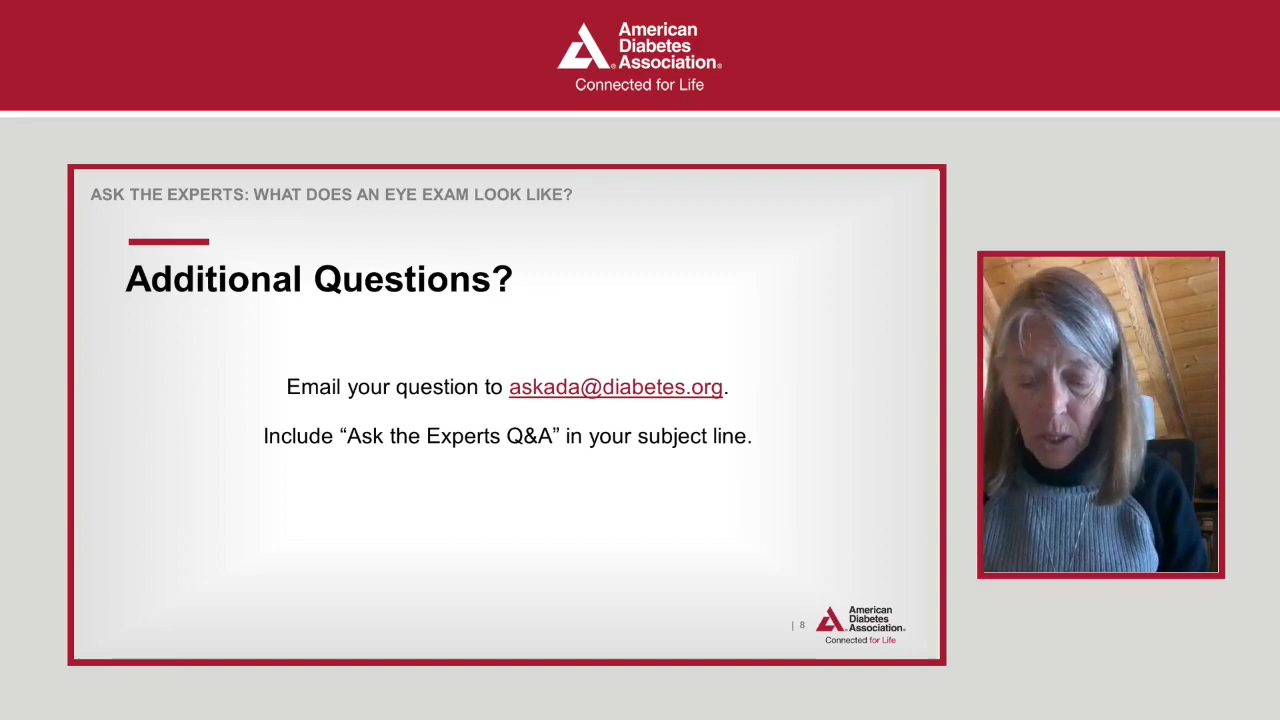 American
Diabetes
Association®
Connected for Life
ASK THE EXPERTS: WHAT DOES AN EYE EXAM LOOK LIKE?
Additional Questions?
Email your question to askada@diabetes.org.
Include “Ask the Experts Q&A” in your subject line.
| 8
American
Diabetes
Association®
Connected for Life